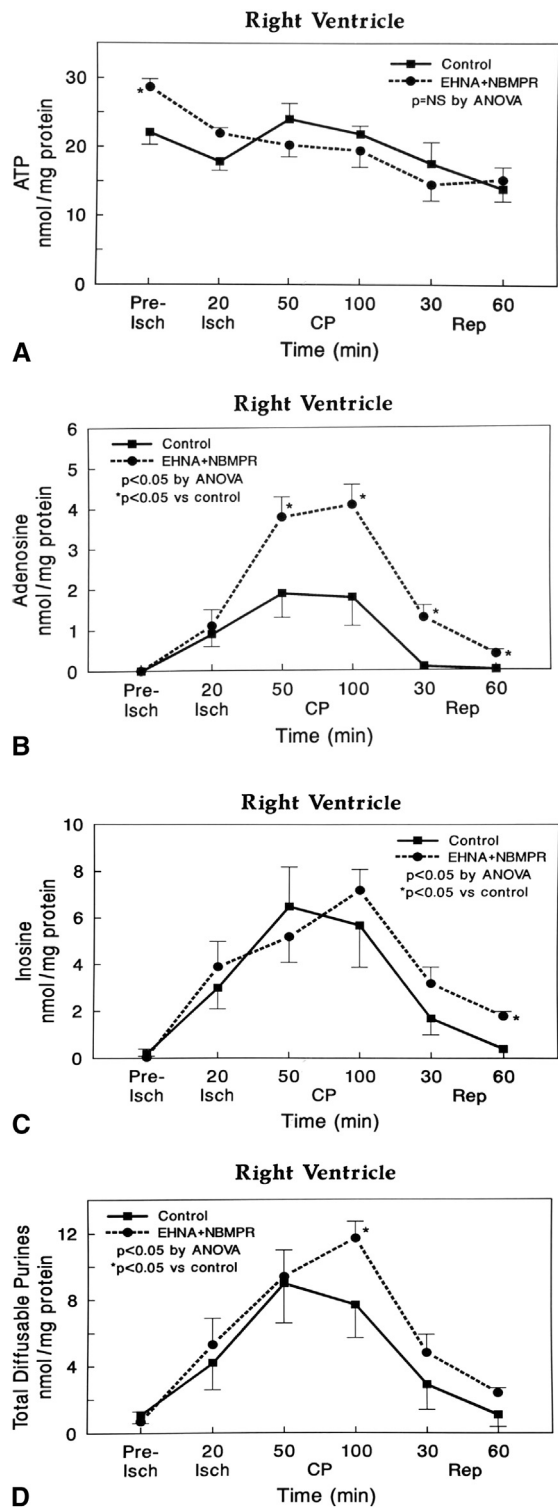 Right Ventricle
ATP
nmol/mg protein
30
20
10
0
Control
EHNA+NBMPR
p=NS by ANOVA
*
Pre-
Isch
20
Isch
50
100
CP
30
60
Rep
Time (min)
A
Right Ventricle
Adenosine
nmol/mg protein
6
5
4
3
2
1
0
Control
EHNA+NBMPR
p<0.05 by ANOVA
*p<0.05 vs control
*
*
*
*
Pre-
Isch
20
Isch
50
100
CP
30
60
Rep
Time (min)
B
Right Ventricle
Inosine
nmol/mg protein
10
8
6
4
2
0
Control
EHNA+NBMPR
p<0.05 by ANOVA
*p<0.05 vs control
*
Pre-
Isch
20
Isch
50
100
CP
30
60
Rep
Time (min)
C
Right Ventricle
Total Diffusable Purines
nmol/mg protein
12
8
4
0
Control
EHNA+NBMPR
p<0.05 by ANOVA
*p<0.05 vs control
*
Pre-
Isch
20
Isch
50
100
CP
30
60
Rep
Time (min)
D